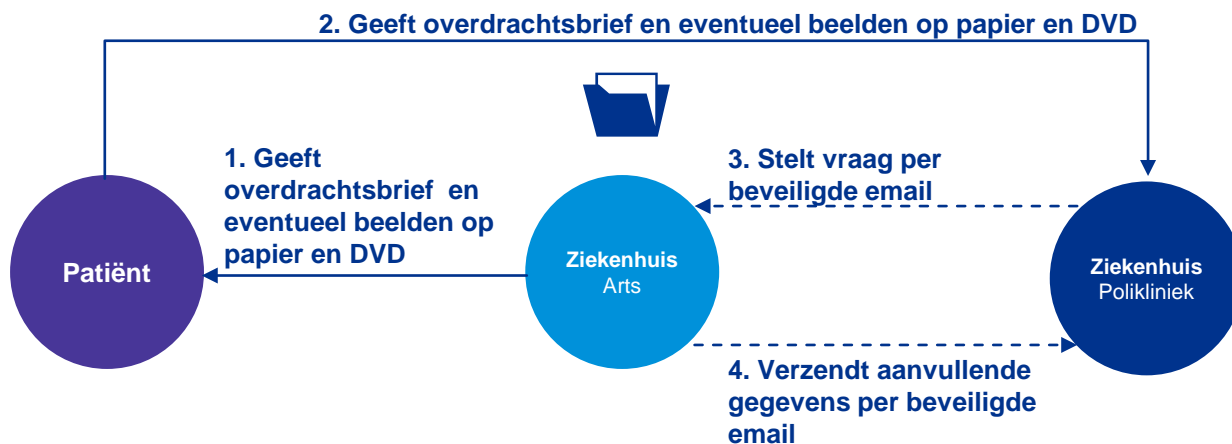 2. Geeft overdrachtsbrief en eventueel beelden op papier en DVD
1. Geeft
overdrachtsbrief en
eventueel beelden op
papier en DVD
3. Stelt vraag per
beveiligde email
Patiënt
Ziekenhuis
Arts
Ziekenhuis
Polikliniek
4. Verzendt aanvullende
gegevens per beveiligde
email